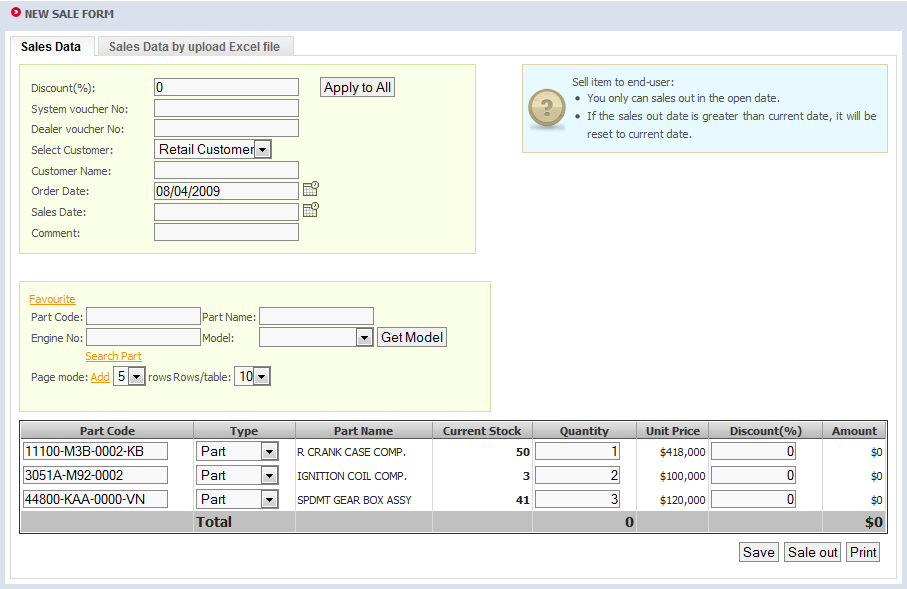 NEW SALE FORM
Sales Data
Sales Data by upload Excel file
Discount(%): 0 Apply to All
System voucher No:
Dealer voucher No:
Select Customer: Retail Customer
Customer Name:
Order Date: 08/04/2009
Sales Date:
Comment:
Sell item to end-user:
You only can sales out in the open date.
If the sales out date is greater than current date, it will be
reset to current date.
Favourite
Part Code: Part Name:
Engine No: Model: Get Model
Search Part
Page mode: Add 5 rows Rows/table: 10
Part Code Type Part Name Current Stock Quantity Unit Price Discount(%) Amount
11100-M3B-0002-KB Part R CRANK CASE COMP. 50 1 $418,000 0 $0
3051A-M92-0002 Part IGNITION COIL COMP. 3 2 $100,000 0 $0
44800-KAA-0000-VN Part SPDMT GEAR BOX ASSY 41 3 $120,000 0 $0
Total 0 $0
Save Sale out Print